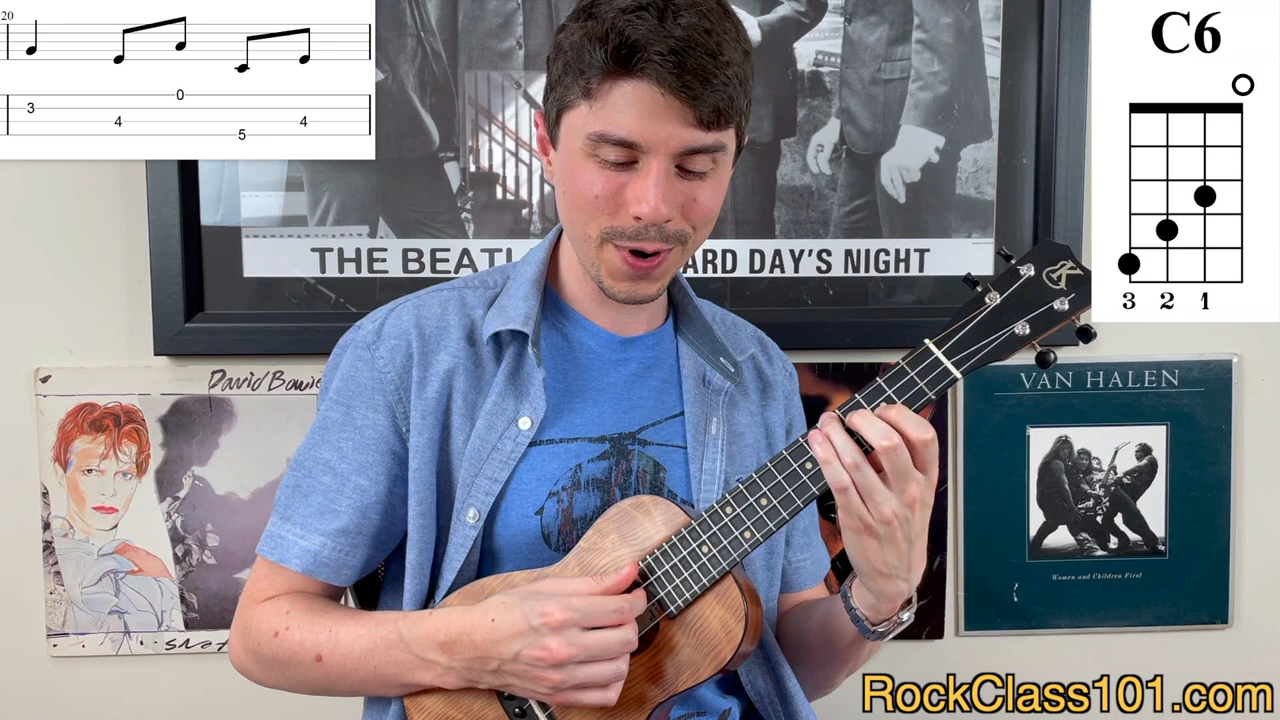 20
3 4 0 5 4
C6
3 2 1
THE BEATL ARD DAY'S NIGHT
David Bowie
VAN HALEN
Women and Children First
K
RockClass101.com